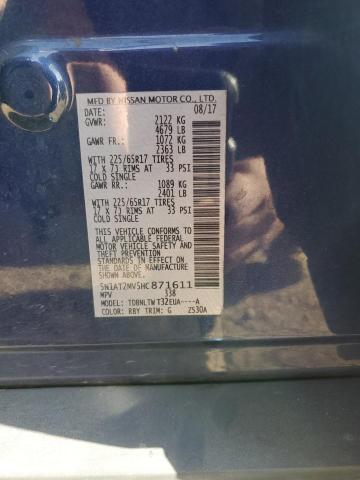 MFD BY NISSAN MOTOR CO., LTD.
DATE: 08/17
GVWR: 2122 KG
4679 LB
GAWR FR: 1072 KG
2363 LB
WITH 225/65R17 TIRES
17 X 7J RIMS AT 33 PSI
COLD SINGLE
GAWR RR.: 1089 KG
2401 LB
WITH 225/65R17 TIRES
17 X 7J RIMS AT 33 PSI
COLD SINGLE
THIS VEHICLE CONFORMS TO ALL
APPLICABLE FEDERAL
MOTOR VEHICLE SAFETY AND
THEFT PREVENTION STANDARDS
IN EFFECT ON THE DATE OF
MANUFACTURE SHOWN ABOVE.
5N1AT2MV5HC871611
MPV 338
MODEL: TDBNLTWT32EUA----A
COLOR: RBY TRIM: G ZS30A